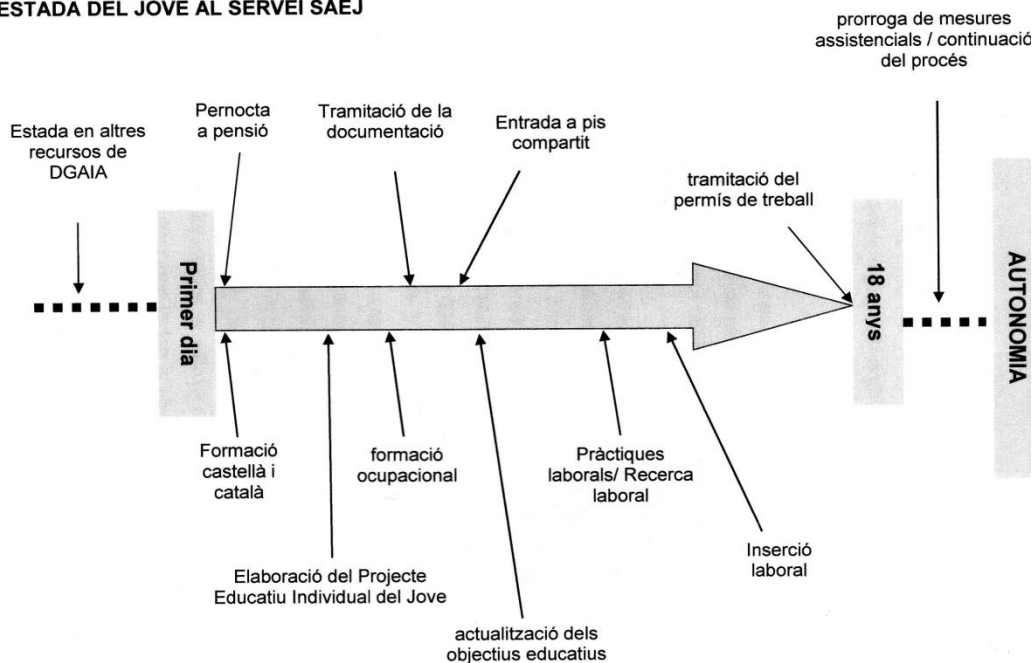 ESTADA DEL JOVE AL SERVEI SAEJ
prorroga de mesures
assistencials / continuació
del procés
Estada en altres
recursos de
DGAIA
Pernocta
a pensió
Tramitació de la
documentació
Entrada a pis
compartit
tramitació del
permís de treball
Primer dia
18 anys
AUTONOMIA
Formació
castellà i
català
formació
ocupacional
Pràctiques
laborals/ Recerca
laboral
Inserció
laboral
Elaboració del Projecte
Educatiu Individual del Jove
actualització dels
objectius educatius